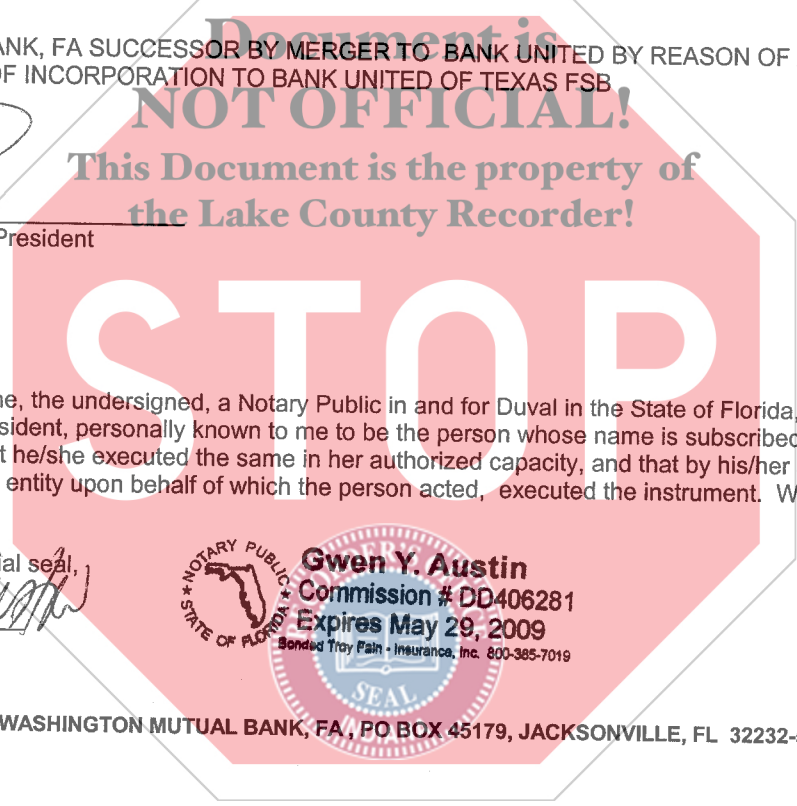 Document is
ANK, FA SUCCESSOR BY MERGER TO BANK UNITED BY REASON OF
OF INCORPORATION TO BANK UNITED OF TEXAS FSB
NOT OFFICIAL!
This Document is the property of
the Lake County Recorder!
President
STOP
ne, the undersigned, a Notary Public in and for Duval in the State of Florida,
sident, personally known to me to be the person whose name is subscribed
t he/she executed the same in her authorized capacity, and that by his/her
entity upon behalf of which the person acted, executed the instrument. W
ial seal,
NOTARY PUBLIC
STATE OF FLORIDA
Gwen Y. Austin
Commission # DD406281
Expires May 29, 2009
Bonded Troy Fain - Insurance, Inc. 800-385-7019
SEAL
INDIANA
WASHINGTON MUTUAL BANK, FA , PO BOX 45179, JACKSONVILLE, FL 32232-